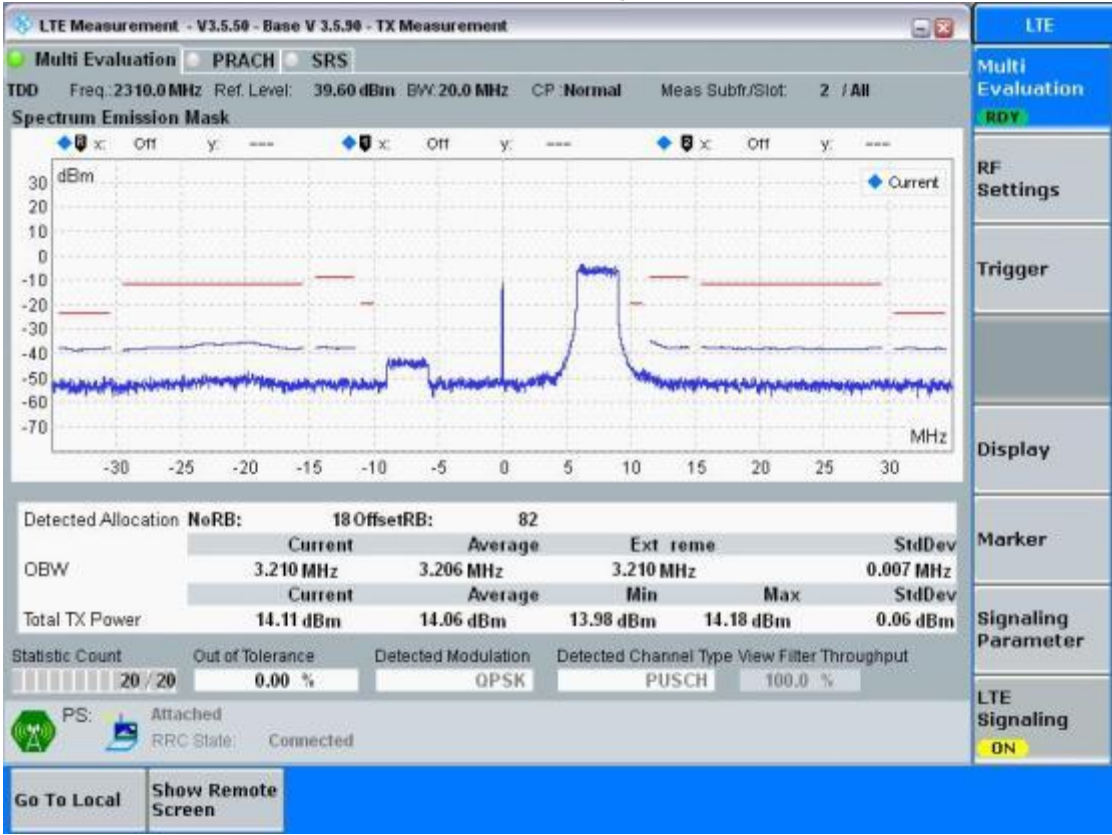 LTE Measurement - V3.5.50 - Base V 3.5.90 - TX Measurement
LTE
Multi Evaluation PRACH SRS
TDD Freq.:2310.0 MHz Ref. Level: 39.60 dBm BW:20.0 MHz CP :Normal Meas Subfr./Slot: 2 / All
Spectrum Emission Mask
x: Off y: --- x: Off y: --- x: Off y: ---
dBm
Current
30
20
10
0
-10
-20
-30
-40
-50
-60
-70
MHz
-30 -25 -20 -15 -10 -5 0 5 10 15 20 25 30
Detected Allocation NoRB: 18 OffsetRB: 82
Current Average Ext reme StdDev
OBW 3.210 MHz 3.206 MHz 3.210 MHz 0.007 MHz
Current Average Min Max StdDev
Total TX Power 14.11 dBm 14.06 dBm 13.98 dBm 14.18 dBm 0.06 dBm
Statistic Count Out of Tolerance Detected Modulation Detected Channel Type View Filter Throughput
20 / 20 0.00 % QPSK PUSCH 100.0 %
PS: Attached
RRC State: Connected
Multi
Evaluation
RDY
RF
Settings
Trigger
Display
Marker
Signaling
Parameter
LTE
Signaling
ON
Go To Local
Show Remote
Screen